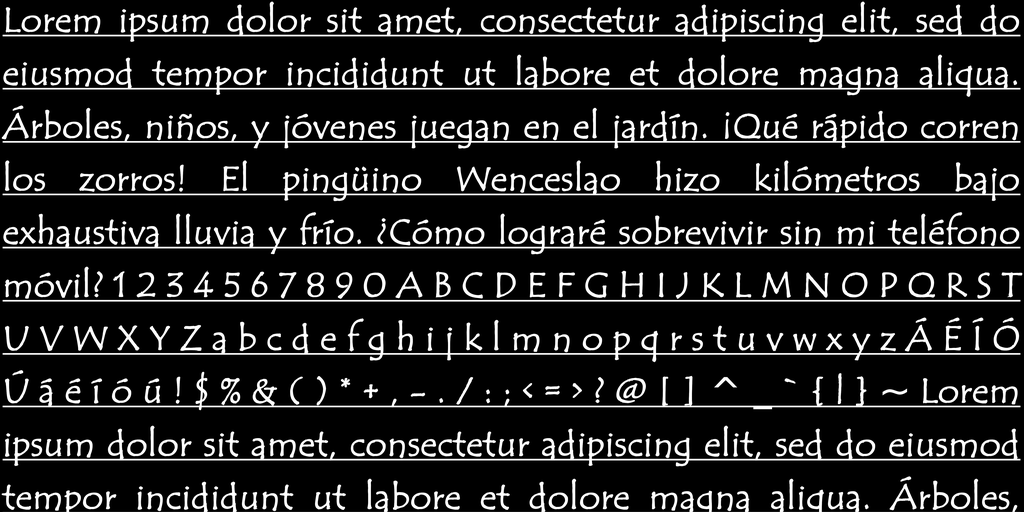 Lorem ipsum dolor sit amet, consectetur adipiscing elit, sed do
eiusmod tempor incididunt ut labore et dolore magna aliqua.
Árboles, niños, y jóvenes juegan en el jardín. ¡Qué rápido corren
los zorros! El pingüino Wenceslao hizo kilómetros bajo
exhaustiva lluvia y frío. ¿Cómo lograré sobrevivir sin mi teléfono
móvil? 1 2 3 4 5 6 7 8 9 0 A B C D E F G H I J K L M N O P Q R S T
U V W X Y Z a b c d e f g h i j k l m n o p q r s t u v w x y z Á É Í Ó
Ú á é í ó ú ! $ % & ( ) * + , - . / : ; < = > ? @ [ ] ^ _ ` { | } ~ Lorem
ipsum dolor sit amet, consectetur adipiscing elit, sed do eiusmod
tempor incididunt ut labore et dolore magna aliqua. Árboles,